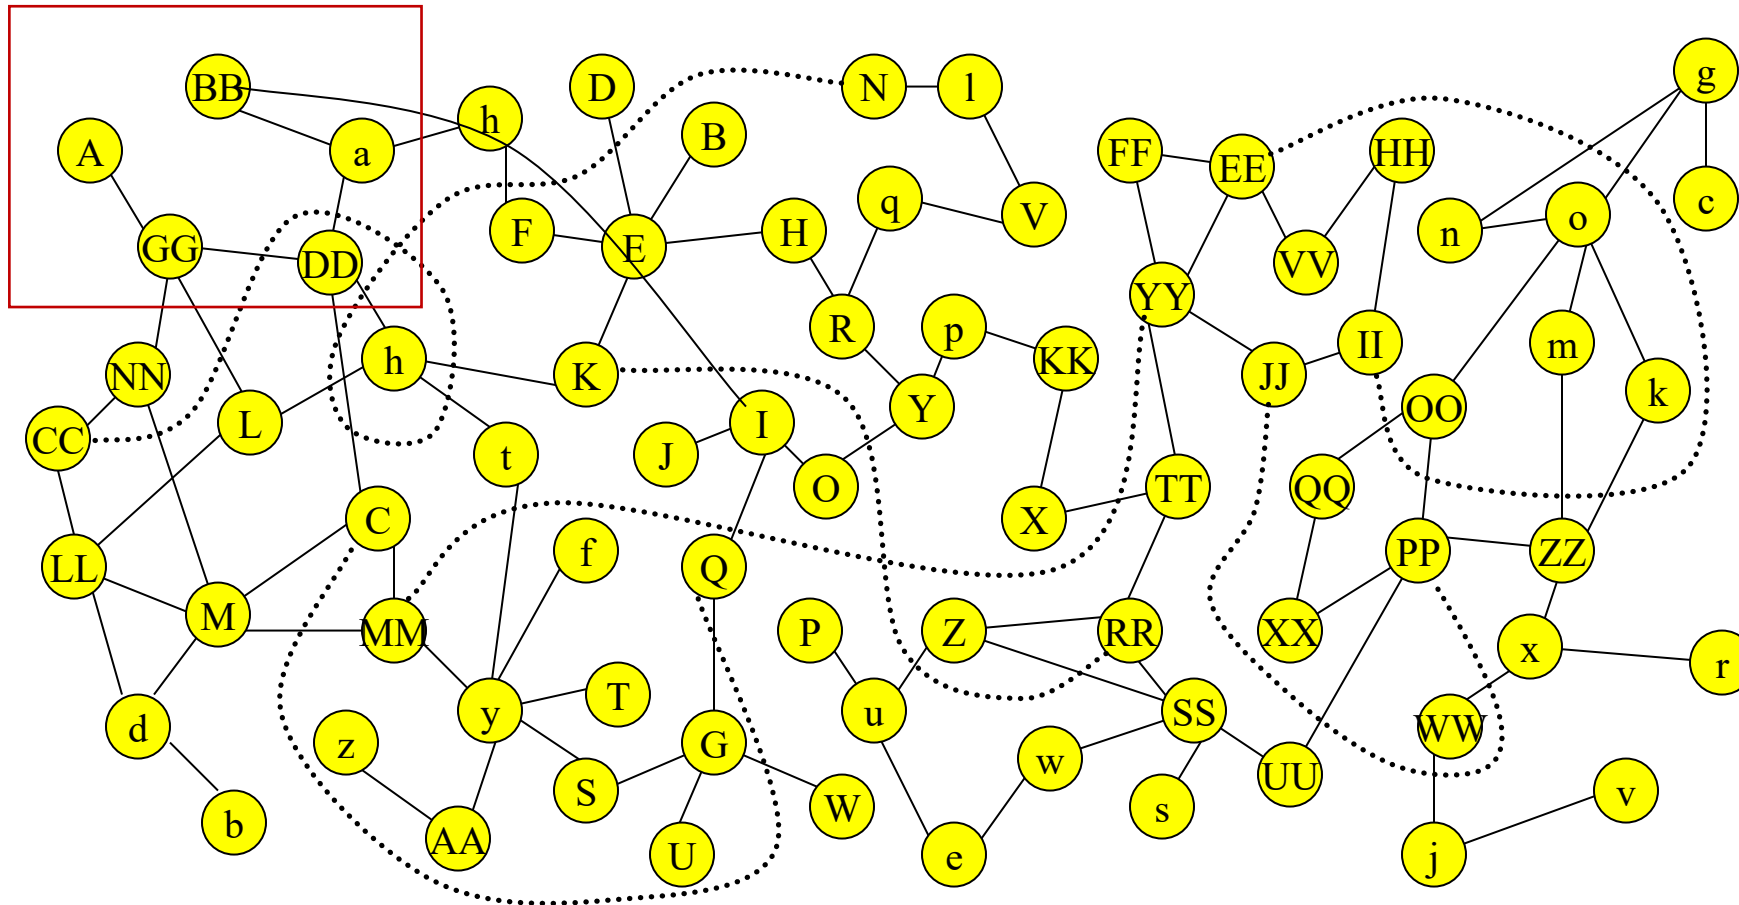 BB
D
N
l
g
h
B
A
a
FF
EE
HH
q
V
n
o
c
GG
DD
F
E
H
VV
YY
R
p
KK
II
m
NN
h
K
JJ
k
CC
L
I
Y
OO
t
J
O
TT
QQ
C
X
LL
f
Q
PP
ZZ
M
MM
P
Z
RR
XX
x
r
d
z
y
T
G
u
SS
WW
w
UU
b
S
W
s
v
AA
U
e
j